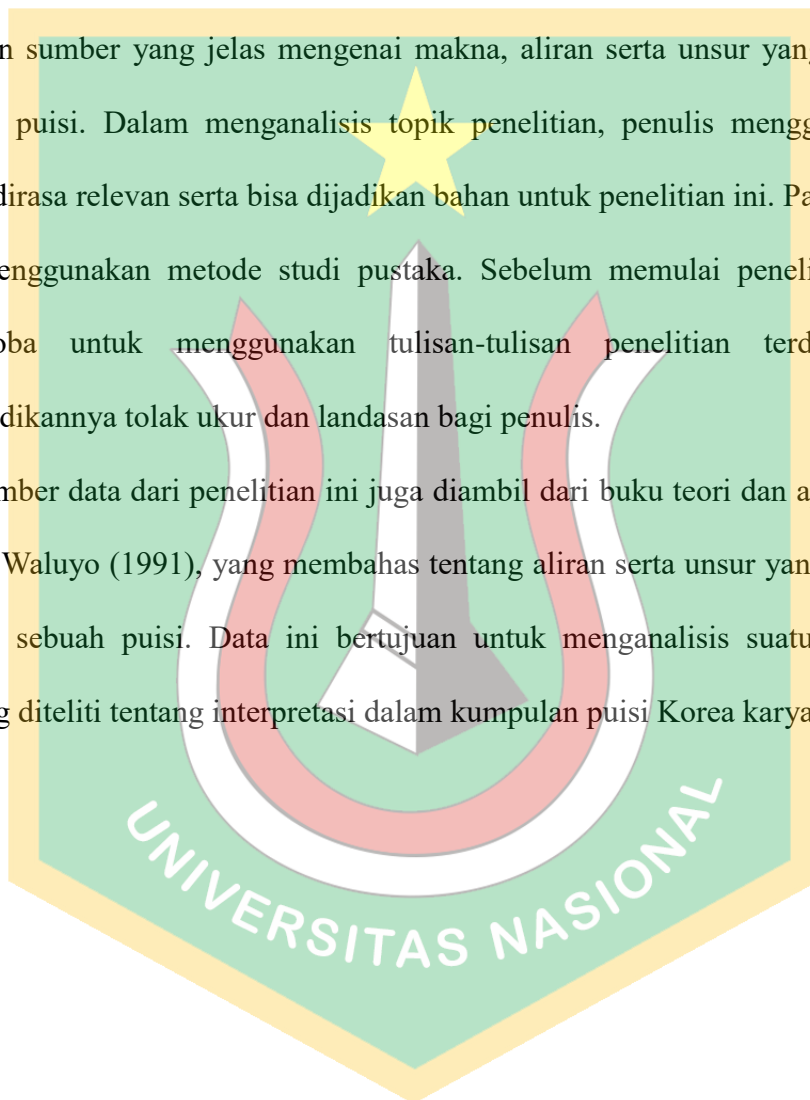 n sumber yang jelas mengenai makna, aliran serta unsur yang
puisi. Dalam menganalisis topik penelitian, penulis mengg
dirasa relevan serta bisa dijadikan bahan untuk penelitian ini. Pa
enggunakan metode studi pustaka. Sebelum memulai peneli
oba untuk menggunakan tulisan-tulisan penelitian terd
dikannya tolak ukur dan landasan bagi penulis.
mber data dari penelitian ini juga diambil dari buku teori dan a
Waluyo (1991), yang membahas tentang aliran serta unsur yan
sebuah puisi. Data ini bertujuan untuk menganalisis suatu
g diteliti tentang interpretasi dalam kumpulan puisi Korea karya
UNIVERSITAS NASIONAL